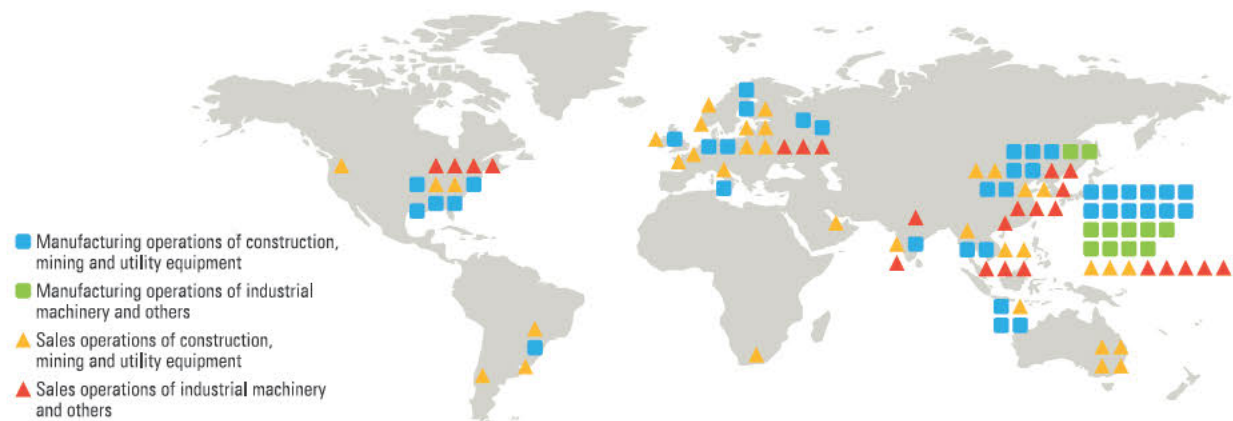 Manufacturing operations of construction,
mining and utility equipment
Manufacturing operations of industrial
machinery and others
Sales operations of construction,
mining and utility equipment
Sales operations of industrial machinery
and others